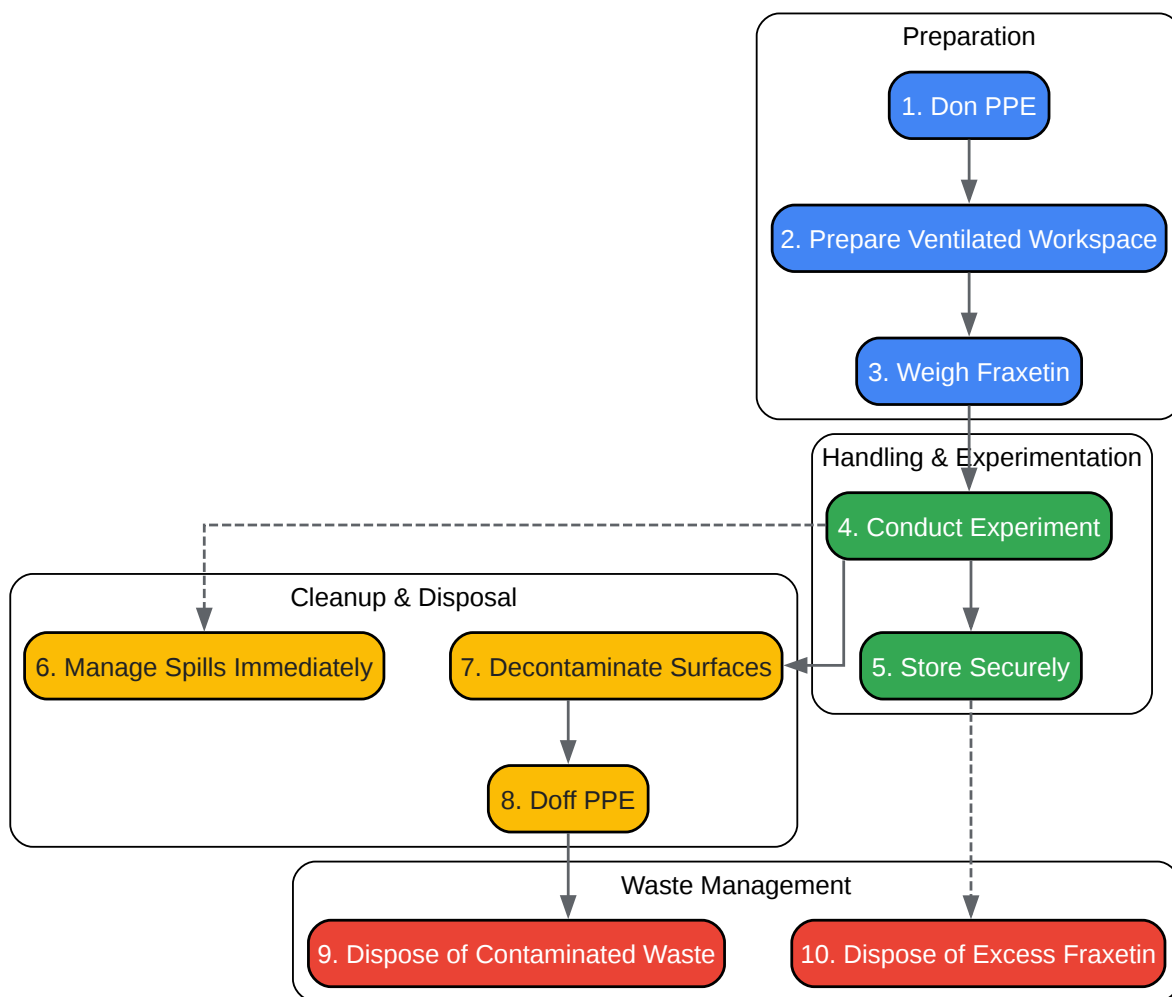 Preparation
1. Don PPE
2. Prepare Ventilated Workspace
3. Weigh Fraxetin
Handling & Experimentation
4. Conduct Experiment
5. Store Securely
Cleanup & Disposal
6. Manage Spills Immediately
7. Decontaminate Surfaces
8. Doff PPE
Waste Management
9. Dispose of Contaminated Waste
10. Dispose of Excess Fraxetin